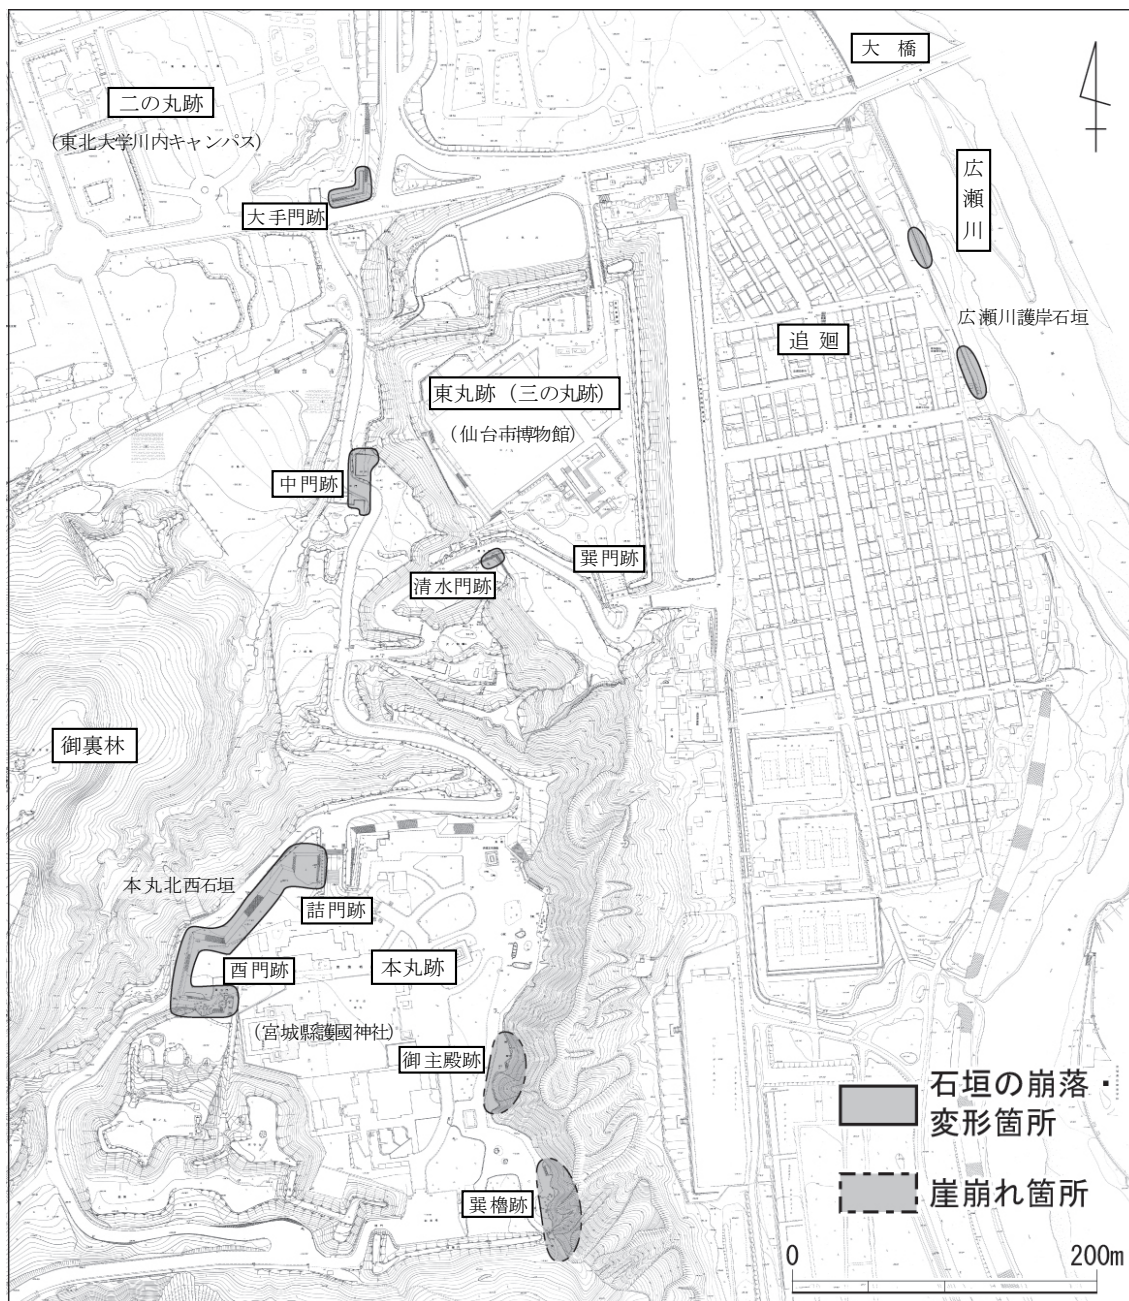 大橋
二の丸跡
(東北大学川内キャンパス)
広瀬川
大手門跡
広瀬川護岸石垣
追廻
東丸跡（三の丸跡）
(仙台市博物館)
中門跡
巽門跡
清水門跡
御裏林
本丸北西石垣
詰門跡
酉門跡
本丸跡
(宮城縣護國神社)
御主殿跡
石垣の崩落・
変形箇所
崖崩れ箇所
巽櫓跡
0 200m